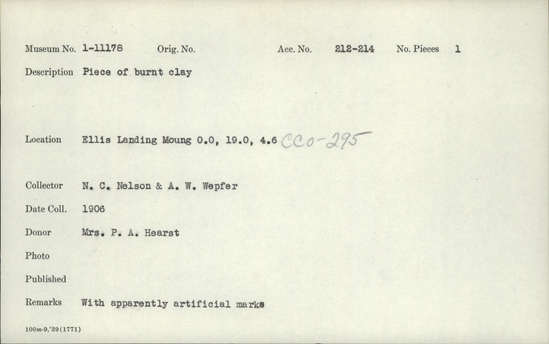 Museum No. 1-11178 Orig. No. Acc. No. 212-214 No. Pieces 1
Description Piece of burnt clay
Location Ellis Landing Moung 0.0, 19.0, 4.6 CCo-295
Collector N. C. Nelson & A. W. Wepfer
Date Coll. 1906
Donor Mrs. P. A. Hearst
Photo
Published
Remarks With apparently artificial marks
100m-9,'29(1771)